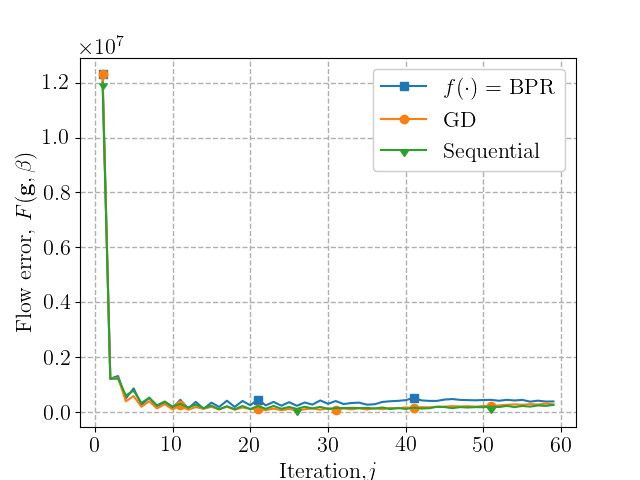 ×10⁷
1.2
1.0
0.8
0.6
0.4
0.2
0.0
Flow error, F(g, β)
f(·) = BPR
GD
Sequential
0 10 20 30 40 50 60
Iteration, j